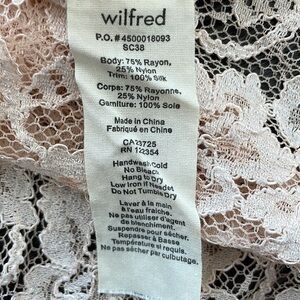 wilfred
P.O. # 4500018093
SC38
Body: 75% Rayon,
25% Nylon
Trim: 100% Silk
Corps: 75% Rayonne,
25% Nylon
Garniture: 100% Soie
Made in China
Fabriqué en Chine
CA23725
RN 122354
Handwash Cold
No Bleach
Hang to Dry
Low Iron if Needed
Do Not Tumble Dry
Laver à la main
à l'eau fraîche.
Ne pas utiliser d'agent
de blanchiment.
Suspendre pour sécher.
Repasser à Basse
Température si requis.
Ne pas sécher par culbutage.